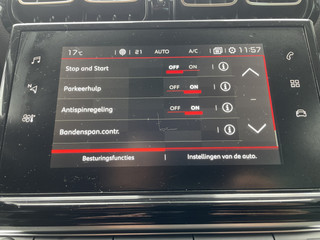 17°C 21 AUTO A/C 11:57
Stop and Start OFF ON
Parkeerhulp OFF ON
Antispinregeling OFF ON
Bandenspan.contr.
Besturingsfuncties Instellingen van de auto.